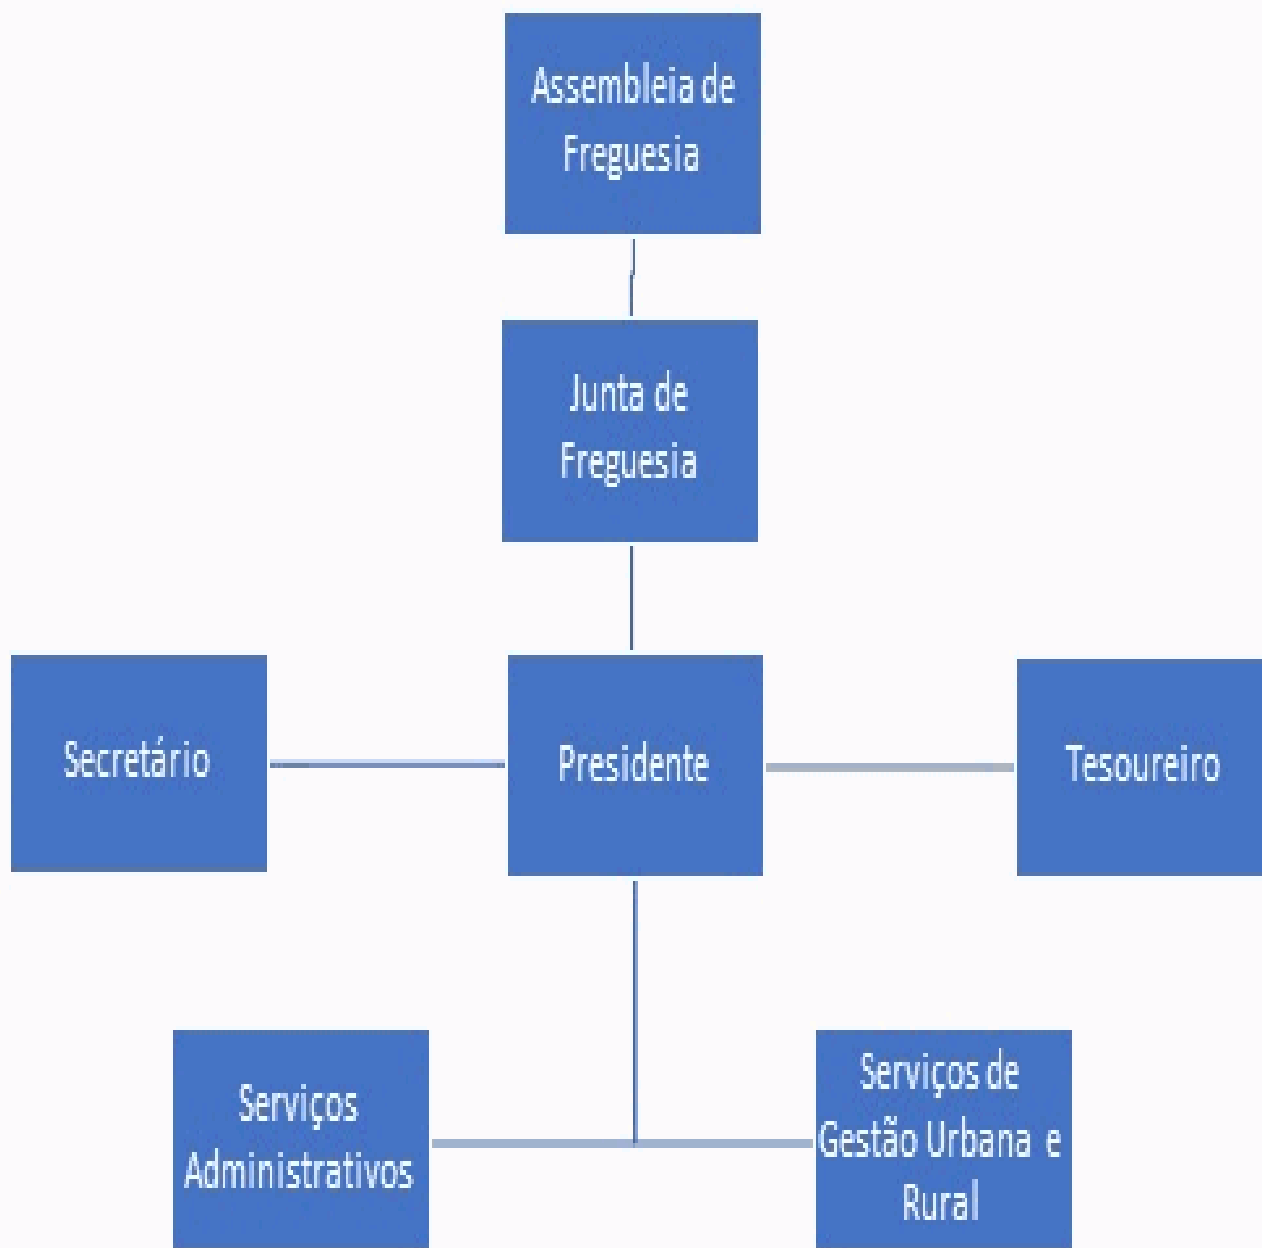 Assembleia de
Freguesia
Junta de
Freguesia
Secretário
Presidente
Tesoureiro
Serviços
Administrativos
Serviços de
Gestão Urbana e
Rural